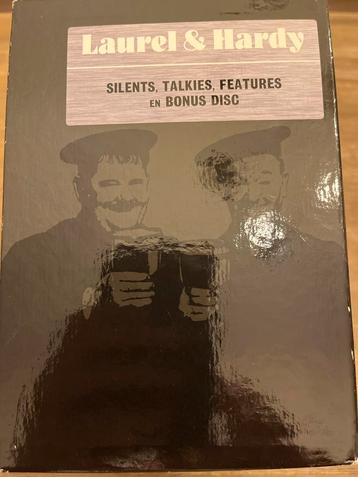 Laurel & Hardy
SILENTS, TALKIES, FEATURES
EN BONUS DISC